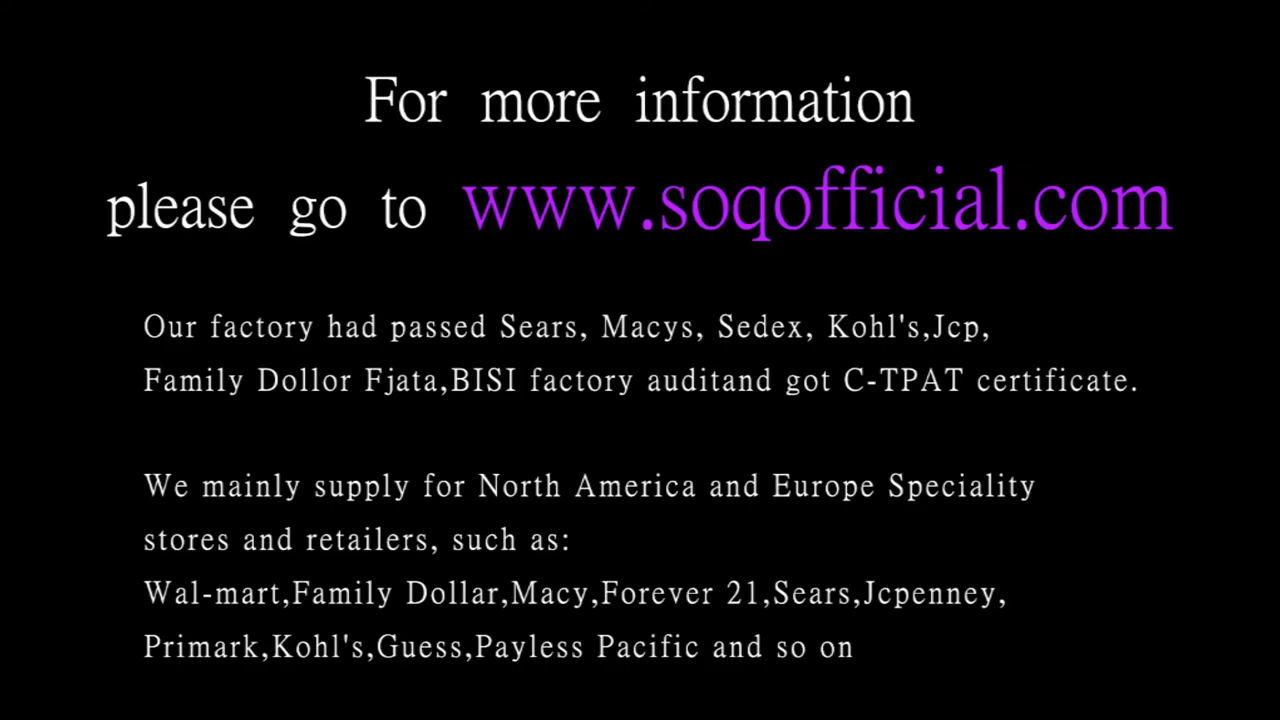 For more information
please go to www.soqofficial.com
Our factory had passed Sears, Macys, Sedex, Kohl's,Jcp,
Family Dollor Fjata,BISI factory auditand got C-TPAT certificate.
We mainly supply for North America and Europe Speciality
stores and retailers, such as:
Wal-mart,Family Dollar,Macy,Forever 21,Sears,Jcpenney,
Primark,Kohl's,Guess,Payless Pacific and so on